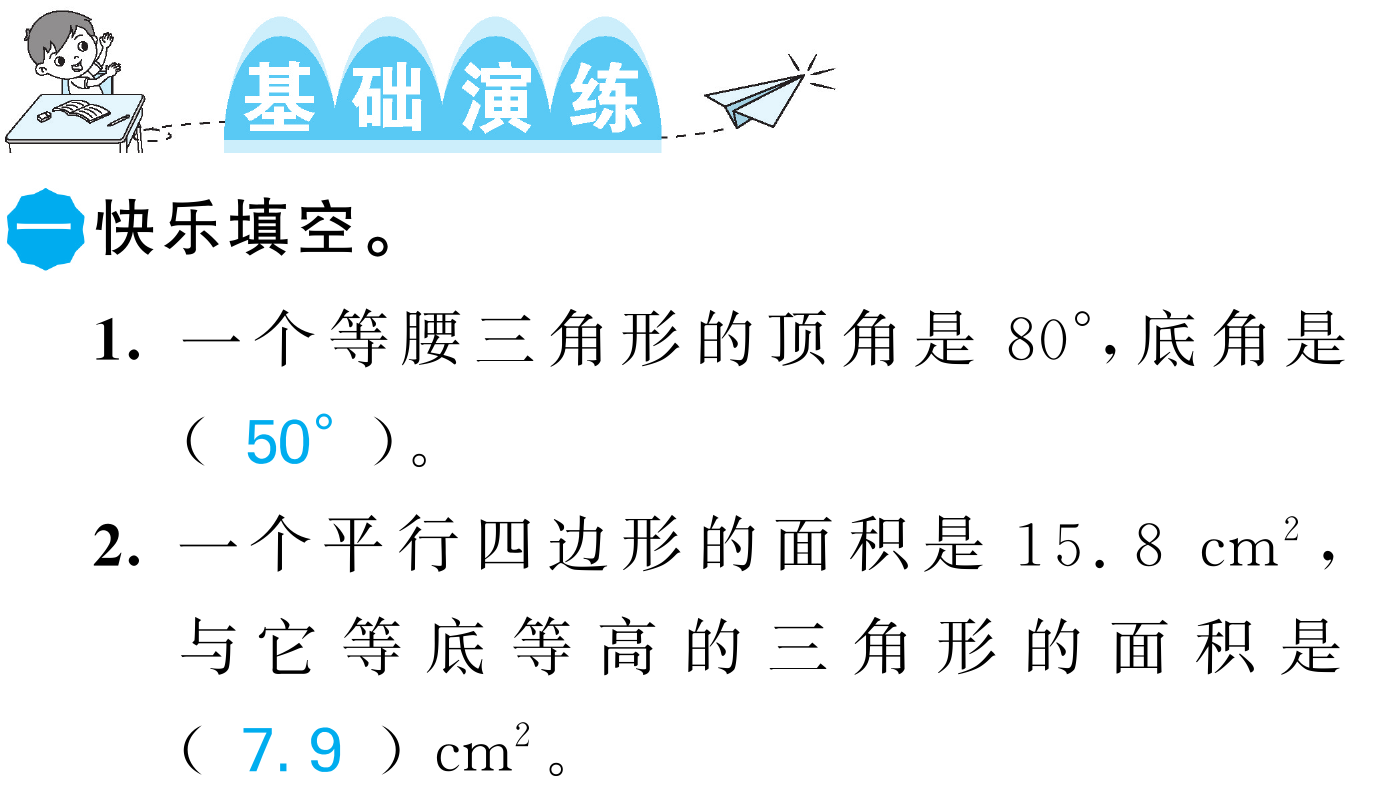 基础演练
一 快乐填空。
1. 一个等腰三角形的顶角是 80°,底角是
( 50° )。
2. 一个平行四边形的面积是 15.8 cm²,
与它等底等高的三角形的面积是
( 7.9 ) cm²。